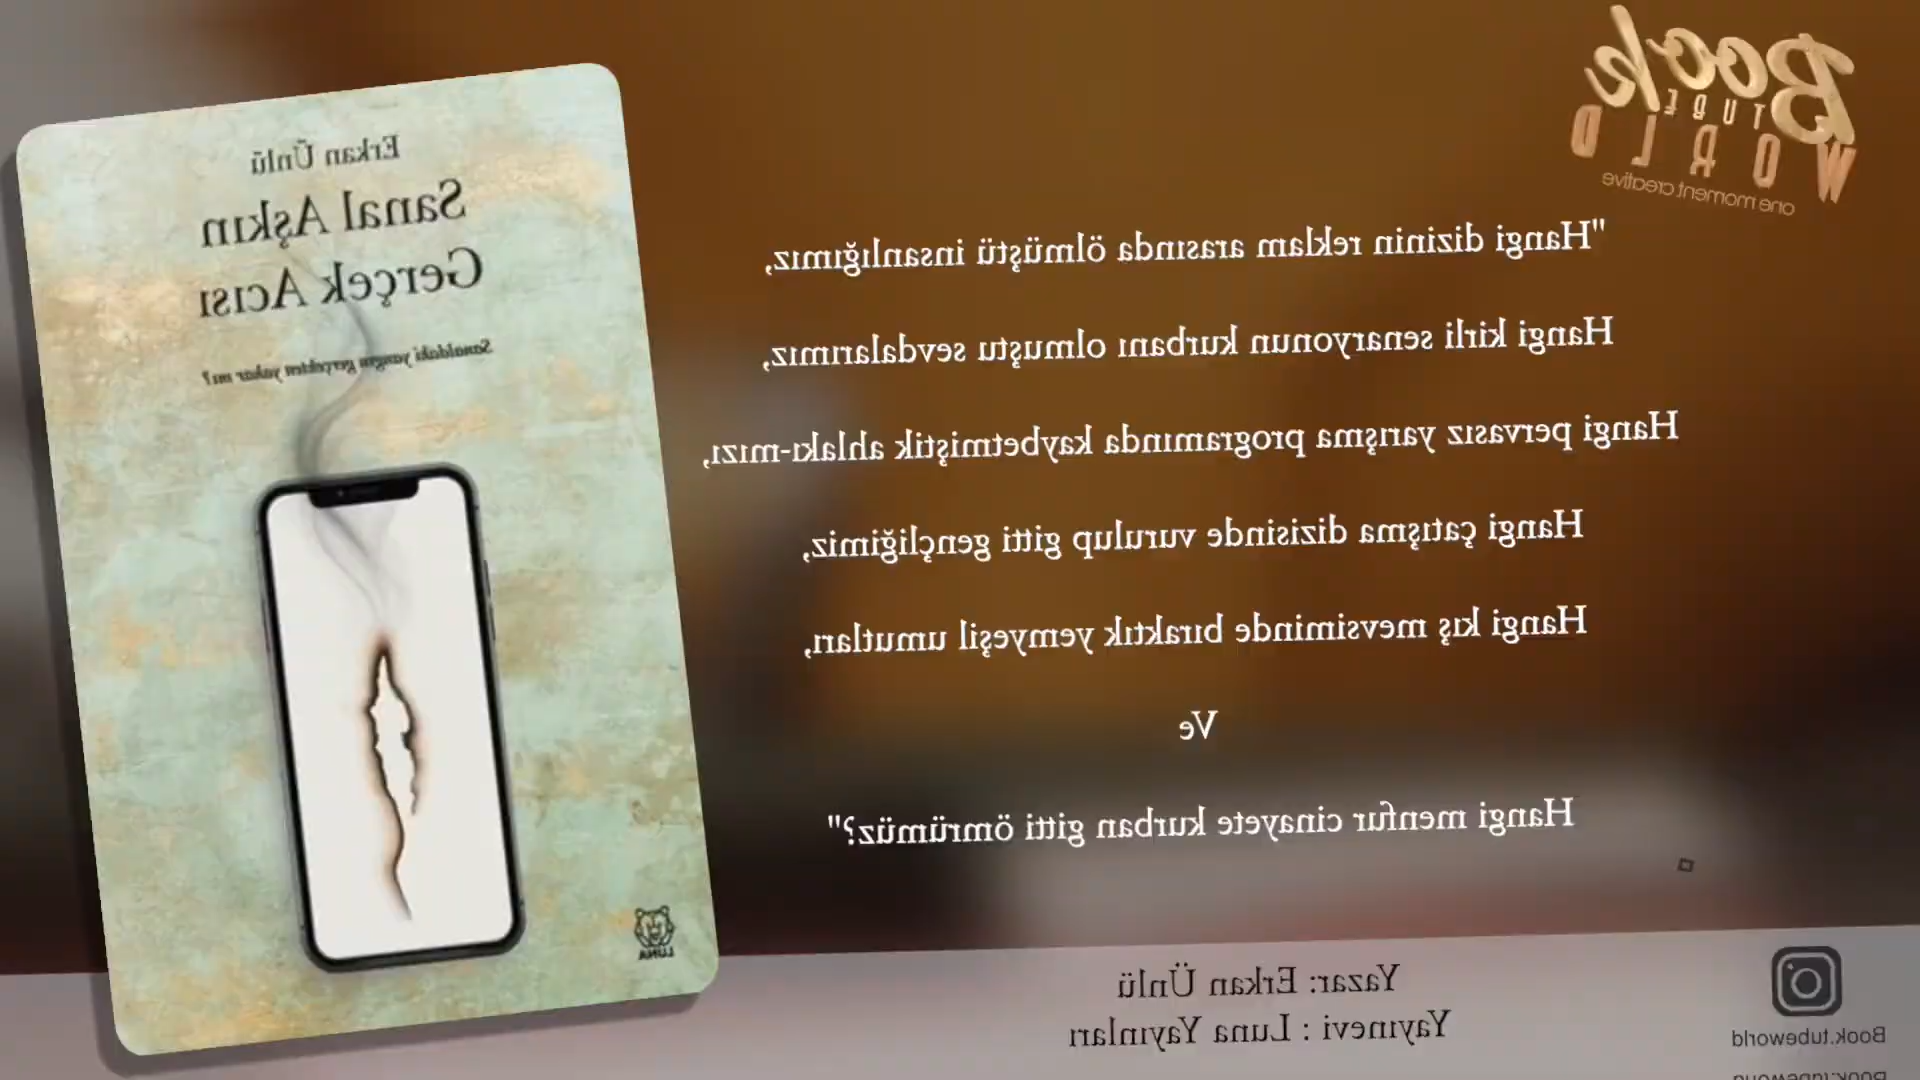 Book
TUBE
WORLD
one moment creative
Erkan Ünlü
Sanal Aşkın
Gerçek Acısı
Sanaldaki yangın gerçekten yakar mı?
LUNA
"Hangi dizinin reklam arasında ölmüştü insanlığımız,
Hangi kirli senaryonun kurbanı olmuştu sevdalarımız,
Hangi pervasız yarışma programında kaybetmiştik ahlakı-mızı,
Hangi çatışma dizisinde vurulup gitti gençliğimiz,
Hangi kış mevsiminde bıraktık yemyeşil umutları,
Ve
Hangi menfur cinayete kurban gitti ömrümüz?"
Yazar: Erkan Ünlü
Yayınevi : Luna Yayınları
Book.tubeworld